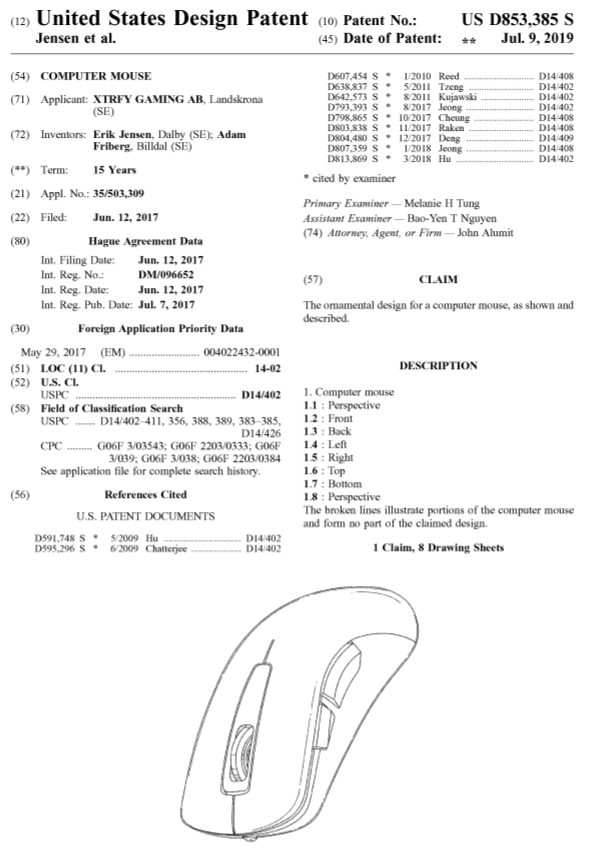 (12) United States Design Patent
Jensen et al.
(10) Patent No.: US D853,385 S
(45) Date of Patent: ** Jul. 9, 2019
(54) COMPUTER MOUSE
(71) Applicant: XTRFY GAMING AB, Landskrona
(SE)
(72) Inventors: Erik Jensen, Dalby (SE); Adam
Friberg, Billdal (SE)
(**) Term: 15 Years
(21) Appl. No.: 35/503,309
(22) Filed: Jun. 12, 2017
(80) Hague Agreement Data
Int. Filing Date: Jun. 12, 2017
Int. Reg. No.: DM/096652
Int. Reg. Date: Jun. 12, 2017
Int. Reg. Pub. Date: Jul. 7, 2017
(30) Foreign Application Priority Data
May 29, 2017 (EM) ........................ 004022432-0001
(51) LOC (11) Cl. ............................................. 14-02
(52) U.S. Cl.
USPC ........................................................ D14/402
(58) Field of Classification Search
USPC ...... D14/402-411, 356, 388, 389, 383-385,
D14/426
CPC ......... G06F 3/03543; G06F 2203/0333; G06F
3/039; G06F 3/038; G06F 2203/0384
See application file for complete search history.
(56) References Cited
U.S. PATENT DOCUMENTS
D591,748 S * 5/2009 Hu ............................ D14/402
D595,296 S * 6/2009 Chatterjee .................. D14/402
D607,454 S * 1/2010 Reed ......................... D14/408
D638,837 S * 5/2011 Tzeng ........................ D14/402
D642,573 S * 8/2011 Kujawski ................... D14/402
D793,393 S * 8/2017 Jeong ........................ D14/402
D798,865 S * 10/2017 Cheung ..................... D14/408
D803,838 S * 11/2017 Raken ....................... D14/408
D804,480 S * 12/2017 Deng ........................ D14/409
D807,359 S * 1/2018 Jeong ........................ D14/408
D813,869 S * 3/2018 Hu ............................ D14/402
* cited by examiner
Primary Examiner — Melanie H Tung
Assistant Examiner — Bao-Yen T Nguyen
(74) Attorney, Agent, or Firm — John Alumit
(57) CLAIM
The ornamental design for a computer mouse, as shown and
described.
DESCRIPTION
1. Computer mouse
1.1 : Perspective
1.2 : Front
1.3 : Back
1.4 : Left
1.5 : Right
1.6 : Top
1.7 : Bottom
1.8 : Perspective
The broken lines illustrate portions of the computer mouse
and form no part of the claimed design.
1 Claim, 8 Drawing Sheets